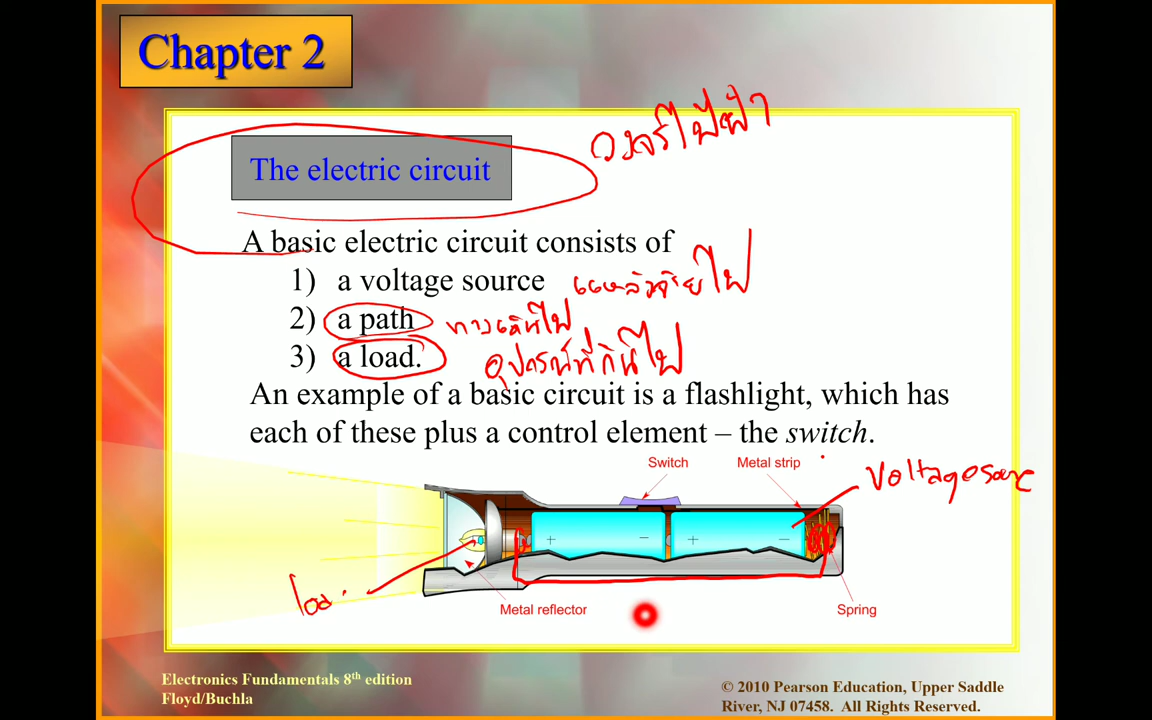 Chapter 2
วงจรไฟฟ้า
The electric circuit
A basic electric circuit consists of
1) a voltage source แหล่งจ่ายไฟ
2) a path ทางเดินไฟ
3) a load. อุปกรณ์ที่กินไฟ
An example of a basic circuit is a flashlight, which has
each of these plus a control element – the switch.
Switch
Metal strip
Voltage
+ − + −
Metal reflector
Spring
Electronics Fundamentals 8th edition
Floyd/Buchla
© 2010 Pearson Education, Upper Saddle
River, NJ 07458. All Rights Reserved.